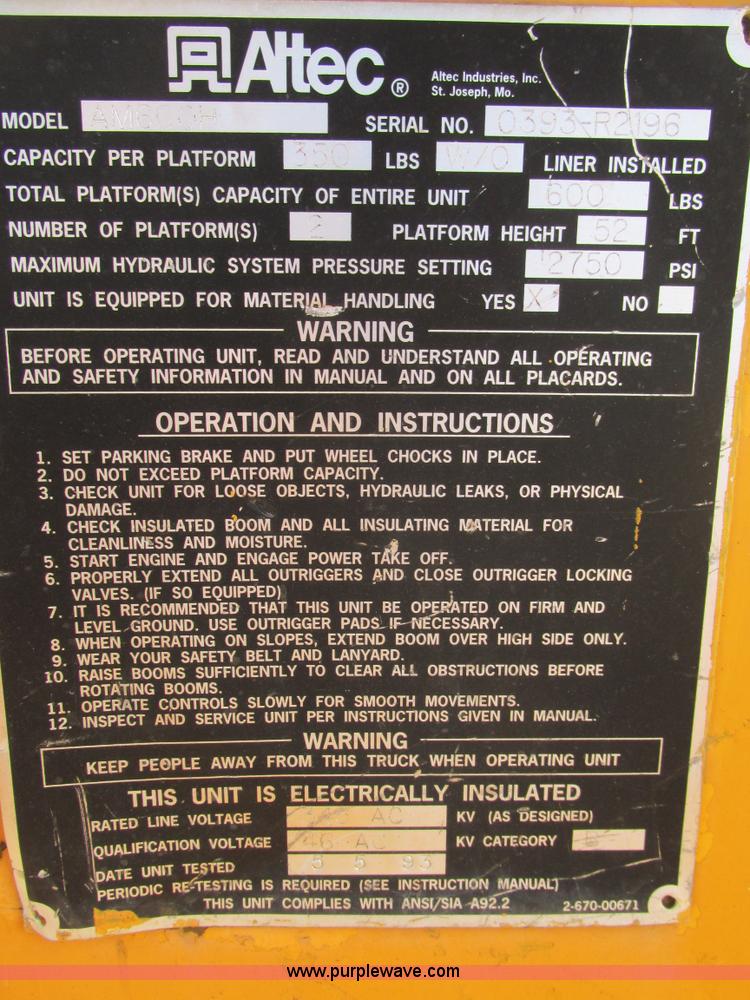 Altec®
Altec Industries, Inc.
St. Joseph, Mo.
MODEL AM600H SERIAL NO. 0393-R2196
CAPACITY PER PLATFORM 350 LBS W/O LINER INSTALLED
TOTAL PLATFORM(S) CAPACITY OF ENTIRE UNIT 600 LBS
NUMBER OF PLATFORM(S) 2 PLATFORM HEIGHT 52 FT
MAXIMUM HYDRAULIC SYSTEM PRESSURE SETTING 2750 PSI
UNIT IS EQUIPPED FOR MATERIAL HANDLING YES X NO
WARNING
BEFORE OPERATING UNIT, READ AND UNDERSTAND ALL OPERATING
AND SAFETY INFORMATION IN MANUAL AND ON ALL PLACARDS.
OPERATION AND INSTRUCTIONS
1. SET PARKING BRAKE AND PUT WHEEL CHOCKS IN PLACE.
2. DO NOT EXCEED PLATFORM CAPACITY.
3. CHECK UNIT FOR LOOSE OBJECTS, HYDRAULIC LEAKS, OR PHYSICAL
DAMAGE.
4. CHECK INSULATED BOOM AND ALL INSULATING MATERIAL FOR
CLEANLINESS AND MOISTURE.
5. START ENGINE AND ENGAGE POWER TAKE OFF.
6. PROPERLY EXTEND ALL OUTRIGGERS AND CLOSE OUTRIGGER LOCKING
VALVES. (IF SO EQUIPPED)
7. IT IS RECOMMENDED THAT THIS UNIT BE OPERATED ON FIRM AND
LEVEL GROUND. USE OUTRIGGER PADS IF NECESSARY.
8. WHEN OPERATING ON SLOPES, EXTEND BOOM OVER HIGH SIDE ONLY.
9. WEAR YOUR SAFETY BELT AND LANYARD.
10. RAISE BOOMS SUFFICIENTLY TO CLEAR ALL OBSTRUCTIONS BEFORE
ROTATING BOOMS.
11. OPERATE CONTROLS SLOWLY FOR SMOOTH MOVEMENTS.
12. INSPECT AND SERVICE UNIT PER INSTRUCTIONS GIVEN IN MANUAL.
WARNING
KEEP PEOPLE AWAY FROM THIS TRUCK WHEN OPERATING UNIT
THIS UNIT IS ELECTRICALLY INSULATED
RATED LINE VOLTAGE AC KV (AS DESIGNED)
QUALIFICATION VOLTAGE 46 AC KV CATEGORY
DATE UNIT TESTED 5 5 93
PERIODIC RE-TESTING IS REQUIRED (SEE INSTRUCTION MANUAL)
THIS UNIT COMPLIES WITH ANSI/SIA A92.2 2-670-00671
www.purplewave.com